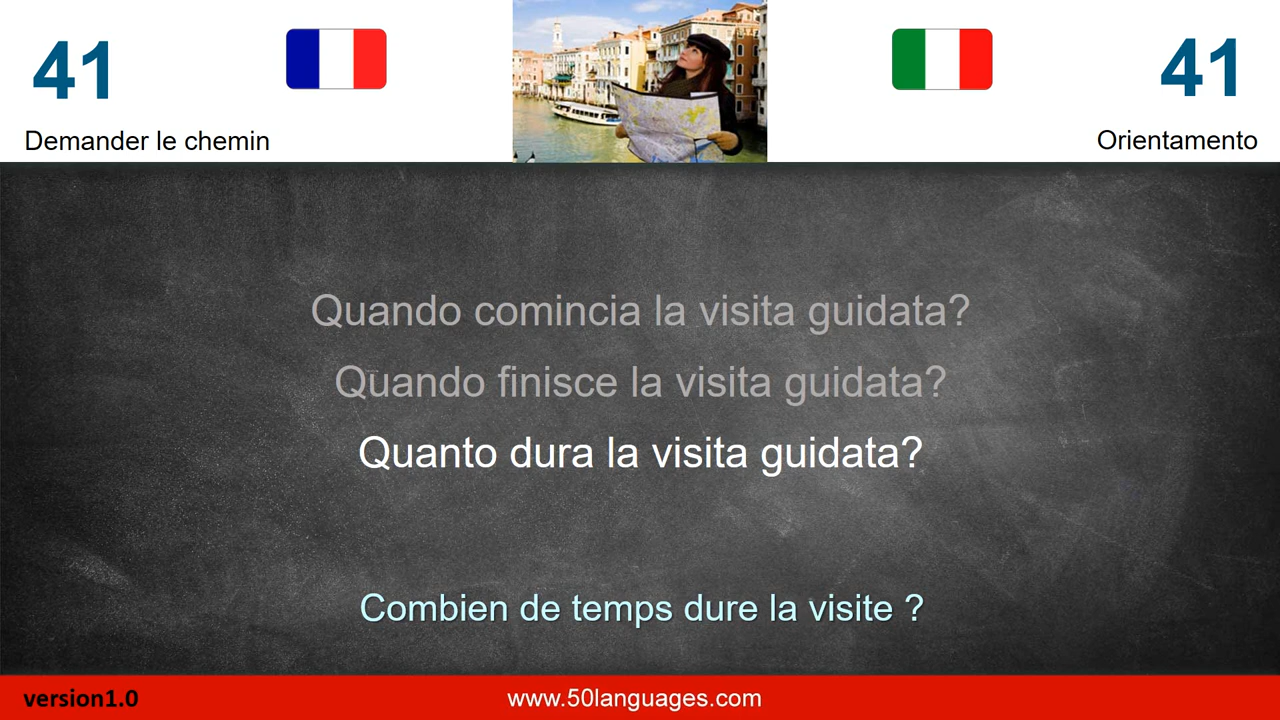 41
41
Demander le chemin
Orientamento
Quando comincia la visita guidata?
Quando finisce la visita guidata?
Quanto dura la visita guidata?
Combien de temps dure la visite ?
version1.0
www.50languages.com